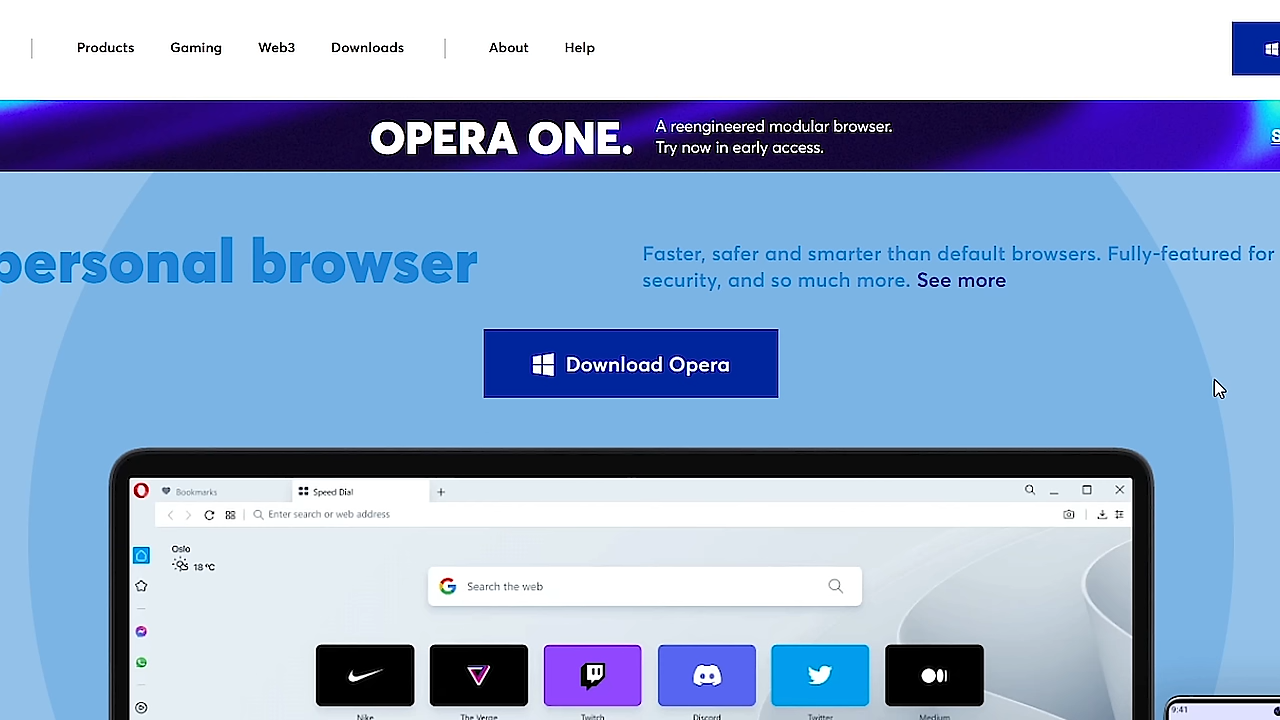 Products Gaming Web3 Downloads About Help
OPERA ONE.
A reengineered modular browser.
Try now in early access.
personal browser
Faster, safer and smarter than default browsers. Fully-featured for
security, and so much more. See more
Download Opera
Bookmarks
Speed Dial
Enter search or web address
Oslo
18 °C
Search the web
Nike
The Verge
Twitch
Discord
Twitter
Medium
9:41